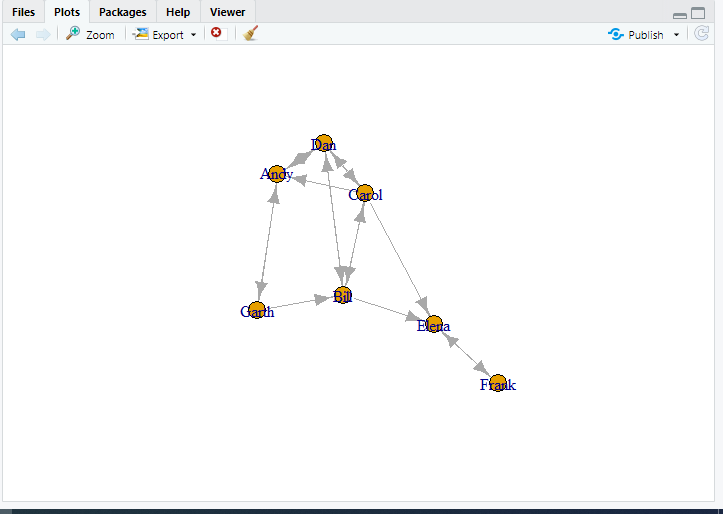 Files Plots Packages Help Viewer
Zoom Export Publish
Dan
Andy
Carol
Bill
Garth
Elena
Frank